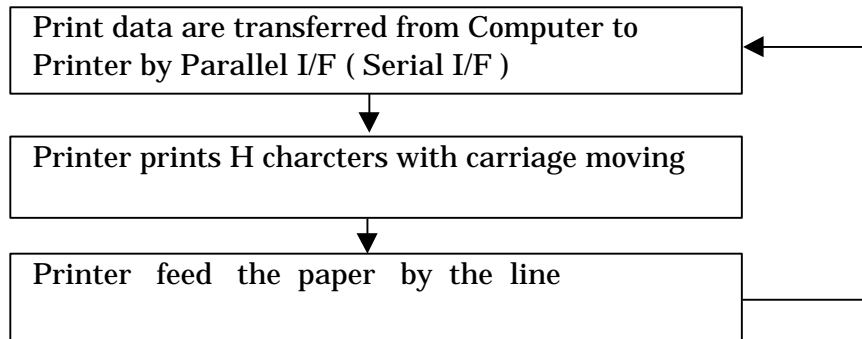 Print data are transferred from Computer to
Printer by Parallel I/F ( Serial I/F )
Printer prints H charcters with carriage moving
Printer feed the paper by the line